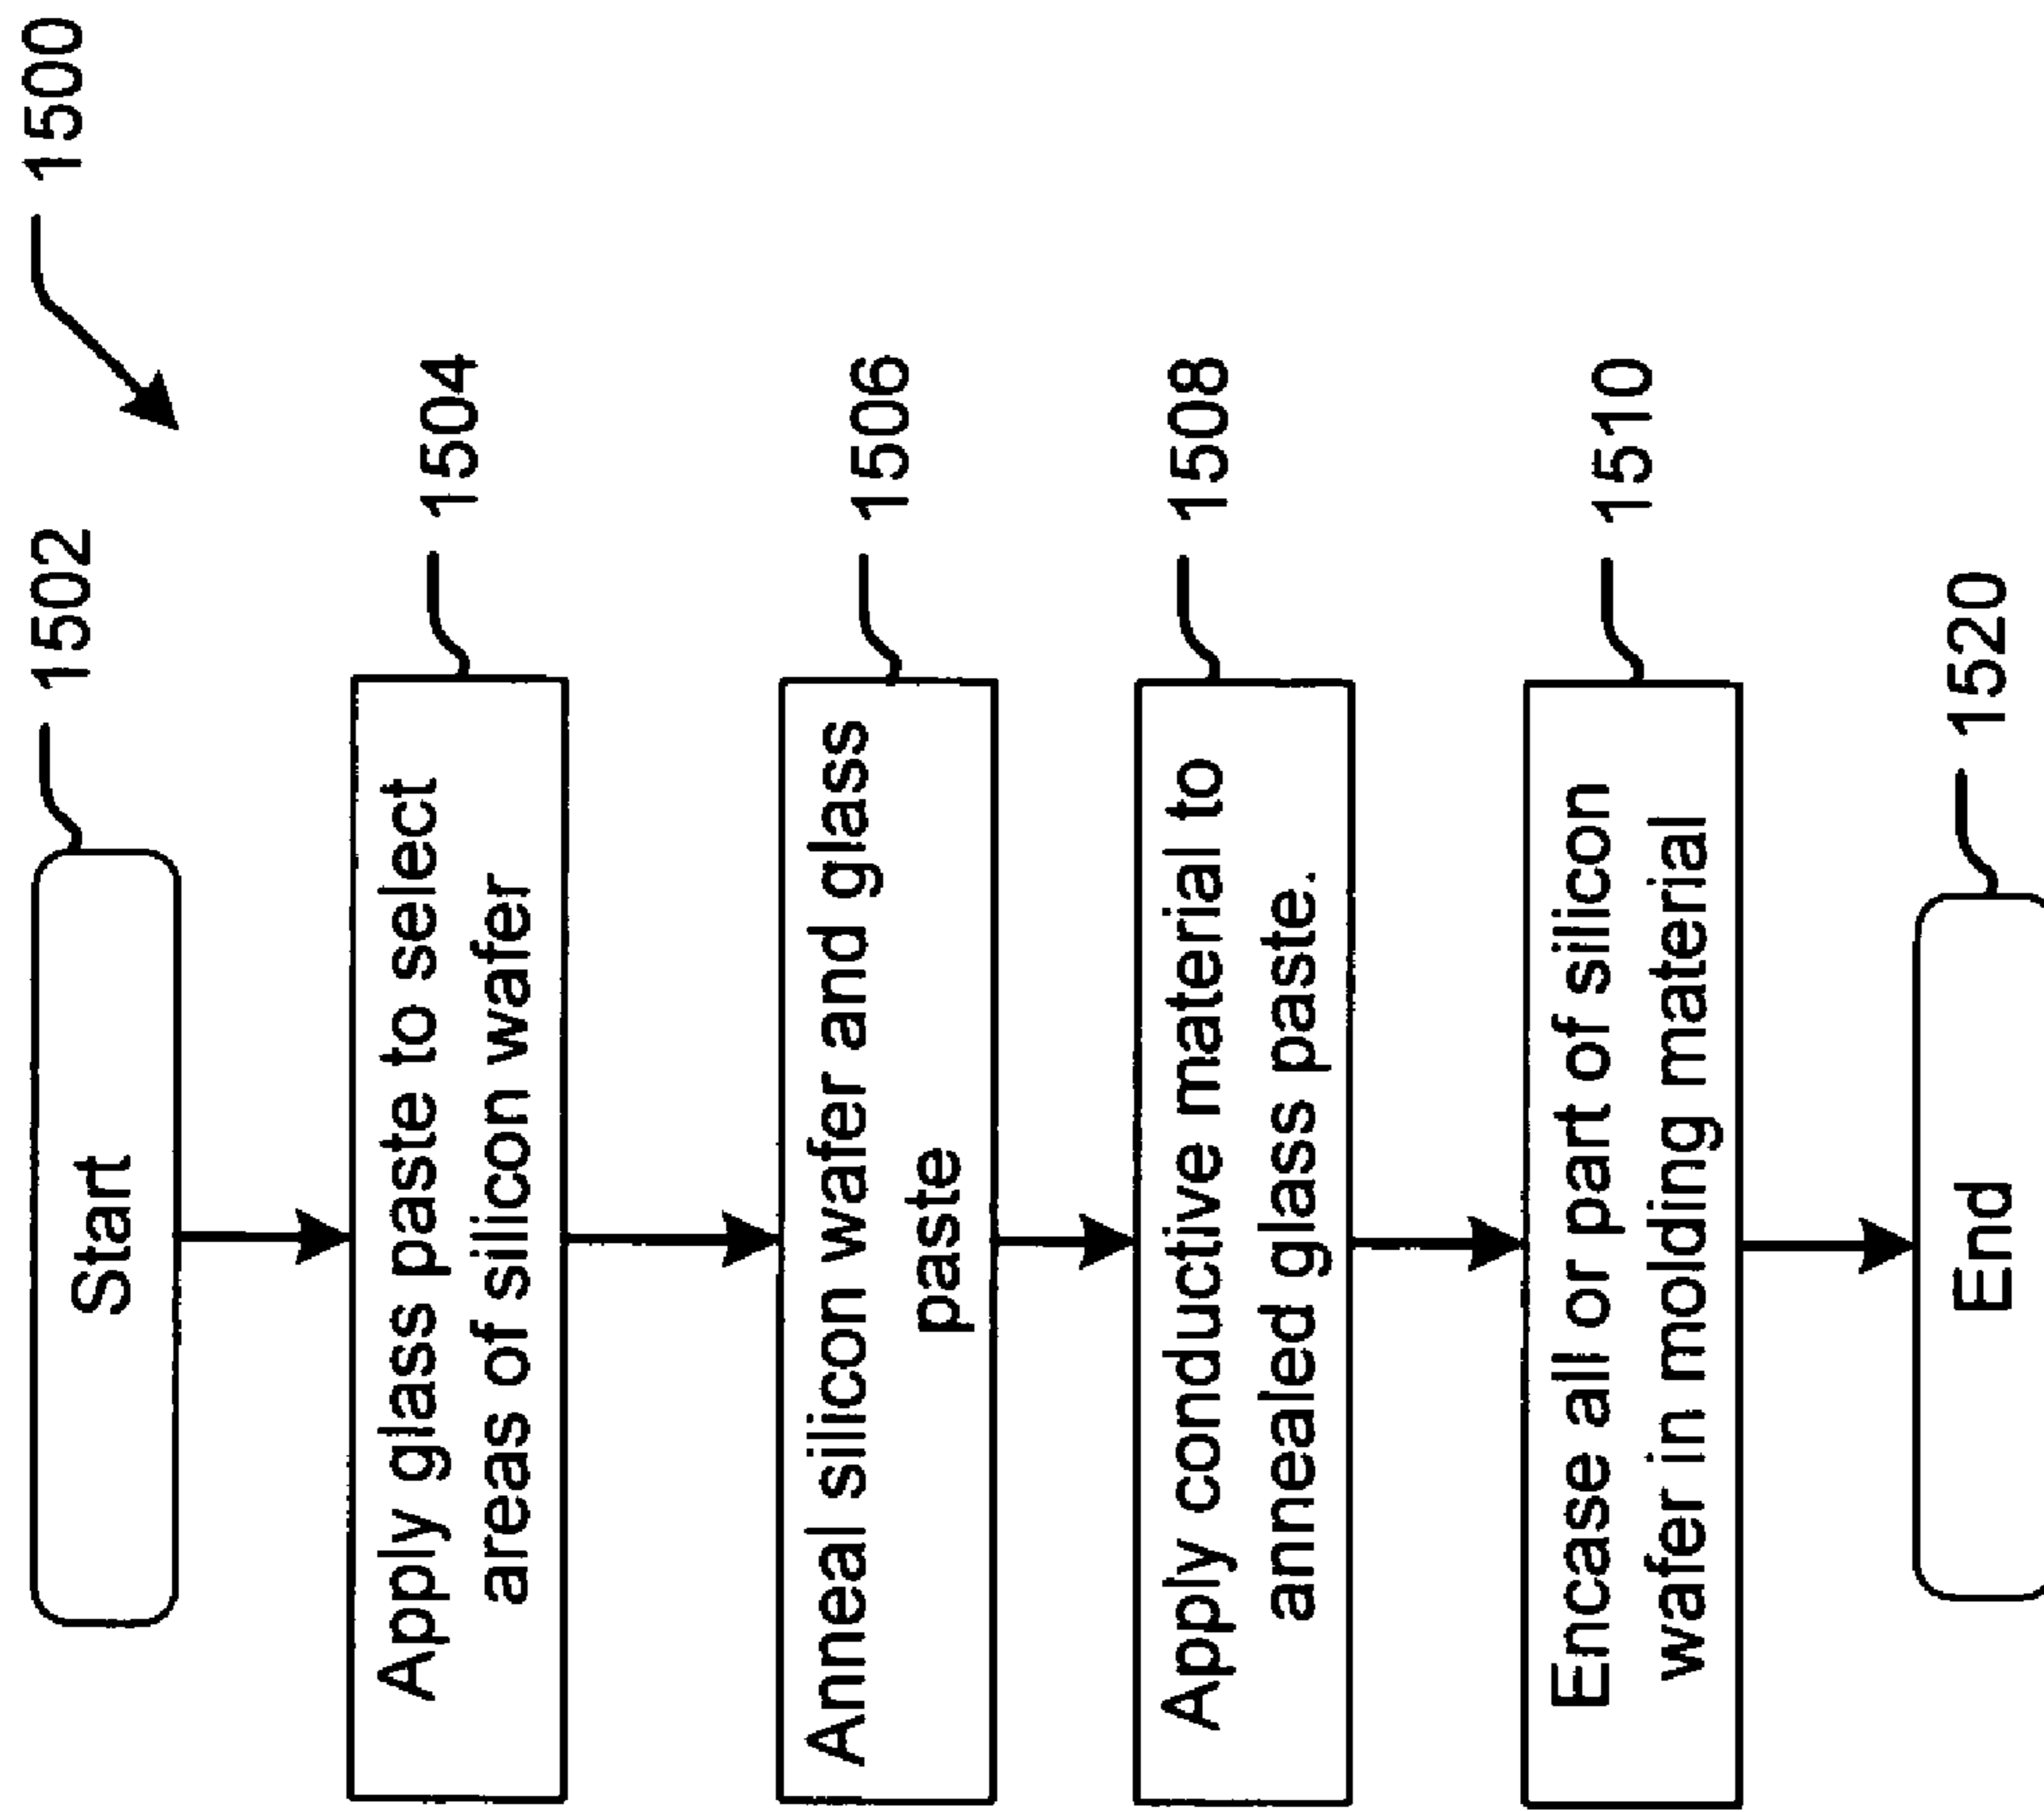 1500
Start
1502
Apply glass paste to select
areas of silicon wafer
1504
Anneal silicon wafer and glass
paste
1506
Apply conductive material to
annealed glass paste.
1508
Encase all or part of silicon
wafer in molding material
1510
End
1520